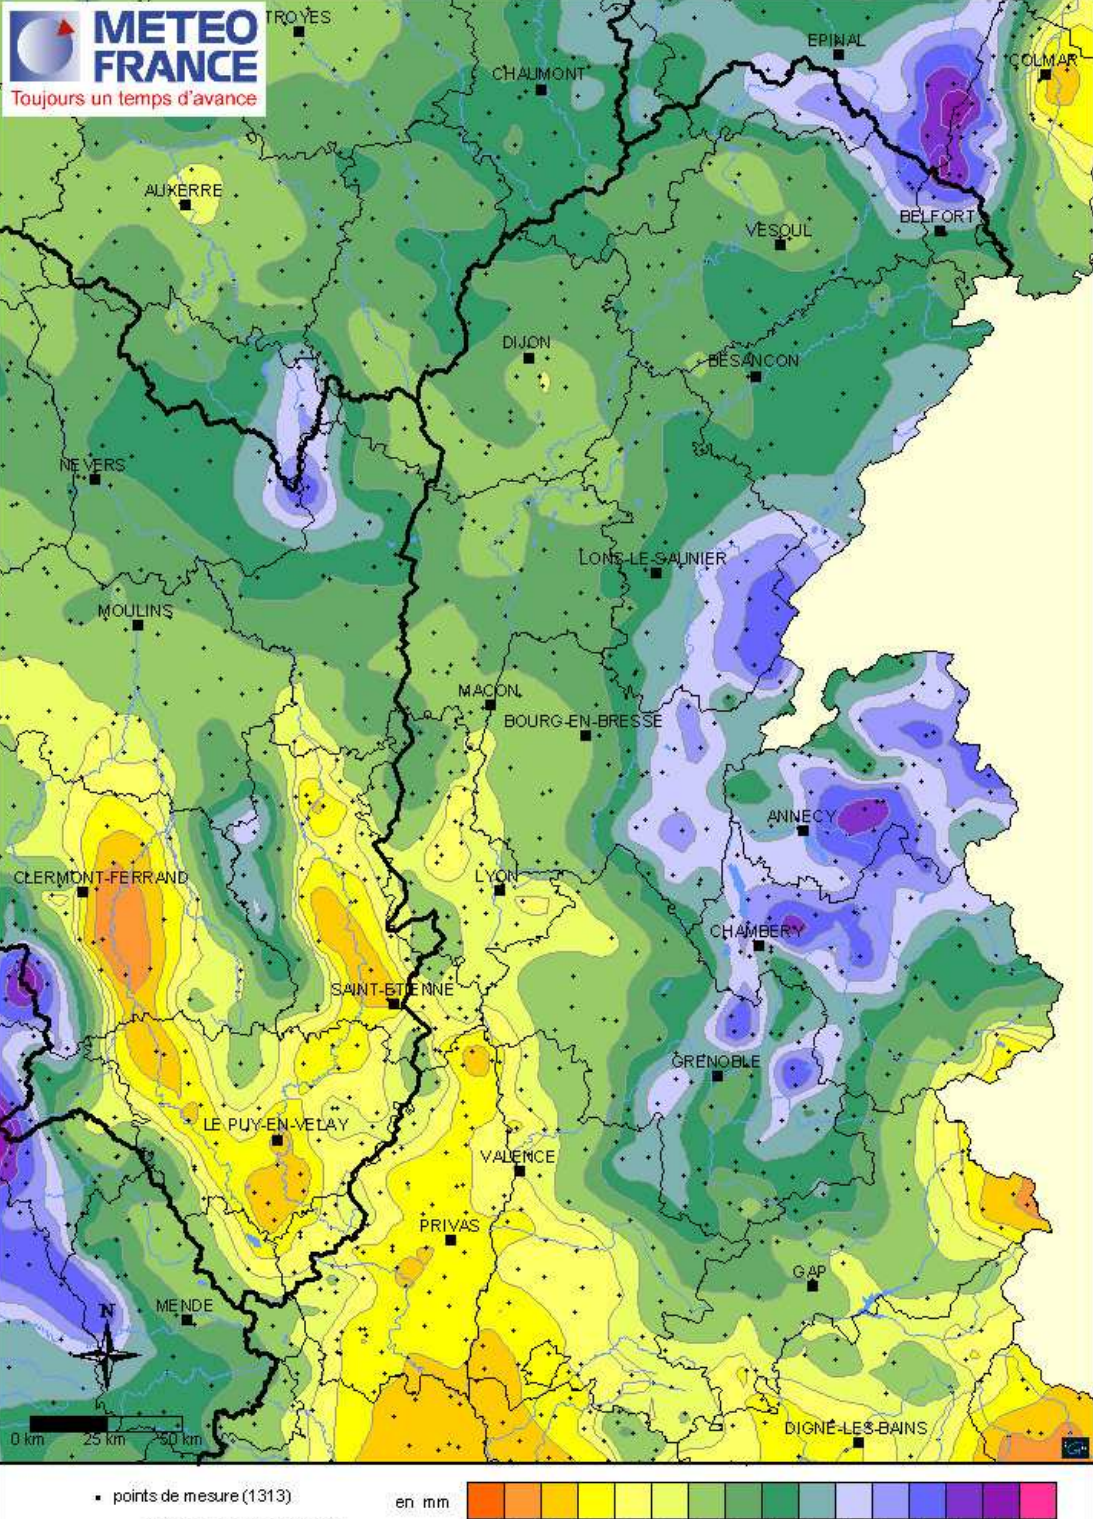 METEO
FRANCE
Toujours un temps d'avance
TROYES
EPINAL
COLMAR
CHAUMONT
AUXERRE
BELFORT
VESOUL
DIJON
BESANCON
NEVERS
LONS-LE-SAUNIER
MOULINS
MACON
BOURG-EN-BRESSE
ANNECY
CLERMONT-FERRAND
LYON
CHAMBERY
SAINT-ETIENNE
GRENOBLE
LE PUY-EN-VELAY
VALENCE
PRIVAS
GAP
MENDE
N
DIGNE-LES-BAINS
0 km 25 km 50 km
points de mesure (1313)
en mm